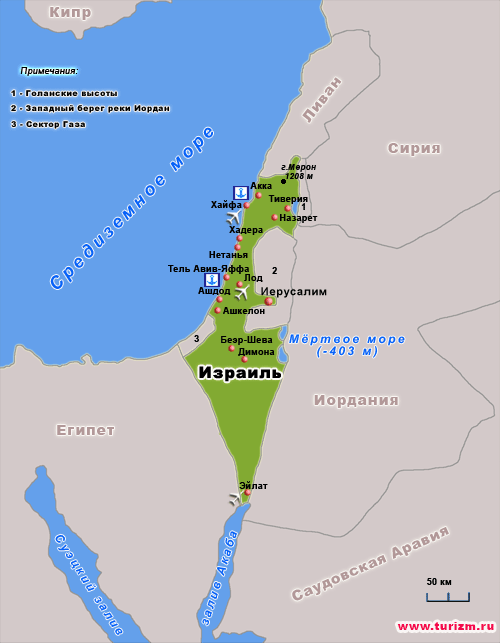 Кипр
Примечания:
1 - Голанские высоты
2 - Западный берег реки Иордан
3 - Сектор Газа
Средиземное море
Ливан
Сирия
г.Мерон
1208 м
Акка
Хайфа
Тиверия
1
Назарет
Хадера
Нетанья
Тель Авив-Яффа
2
Лод
Ашдод
Иерусалим
Ашкелон
3
Беэр-Шева
Мёртвое море
(-403 м)
Димона
Израиль
Иордания
Египет
Эйлат
Суэцкий залив
залив Акаба
Саудовская Аравия
50 км
www.turizm.ru